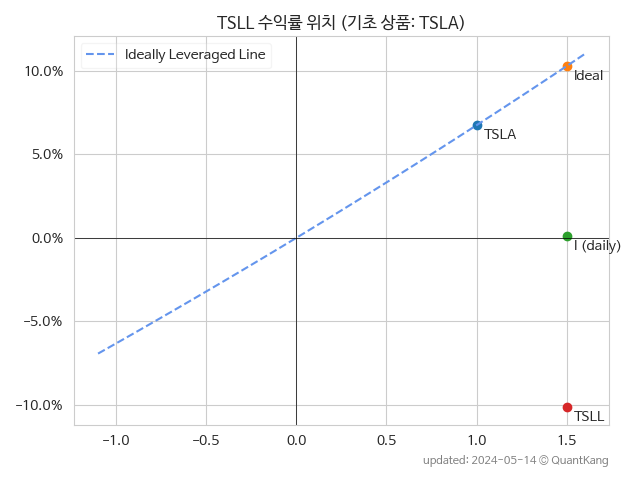 TSLL 수익률 위치 (기초 상품: TSLA)
Ideally Leveraged Line
10.0%
5.0%
0.0%
−5.0%
−10.0%
Ideal
TSLA
I (daily)
TSLL
−1.0 −0.5 0.0 0.5 1.0 1.5
updated: 2024-05-14 © QuantKang